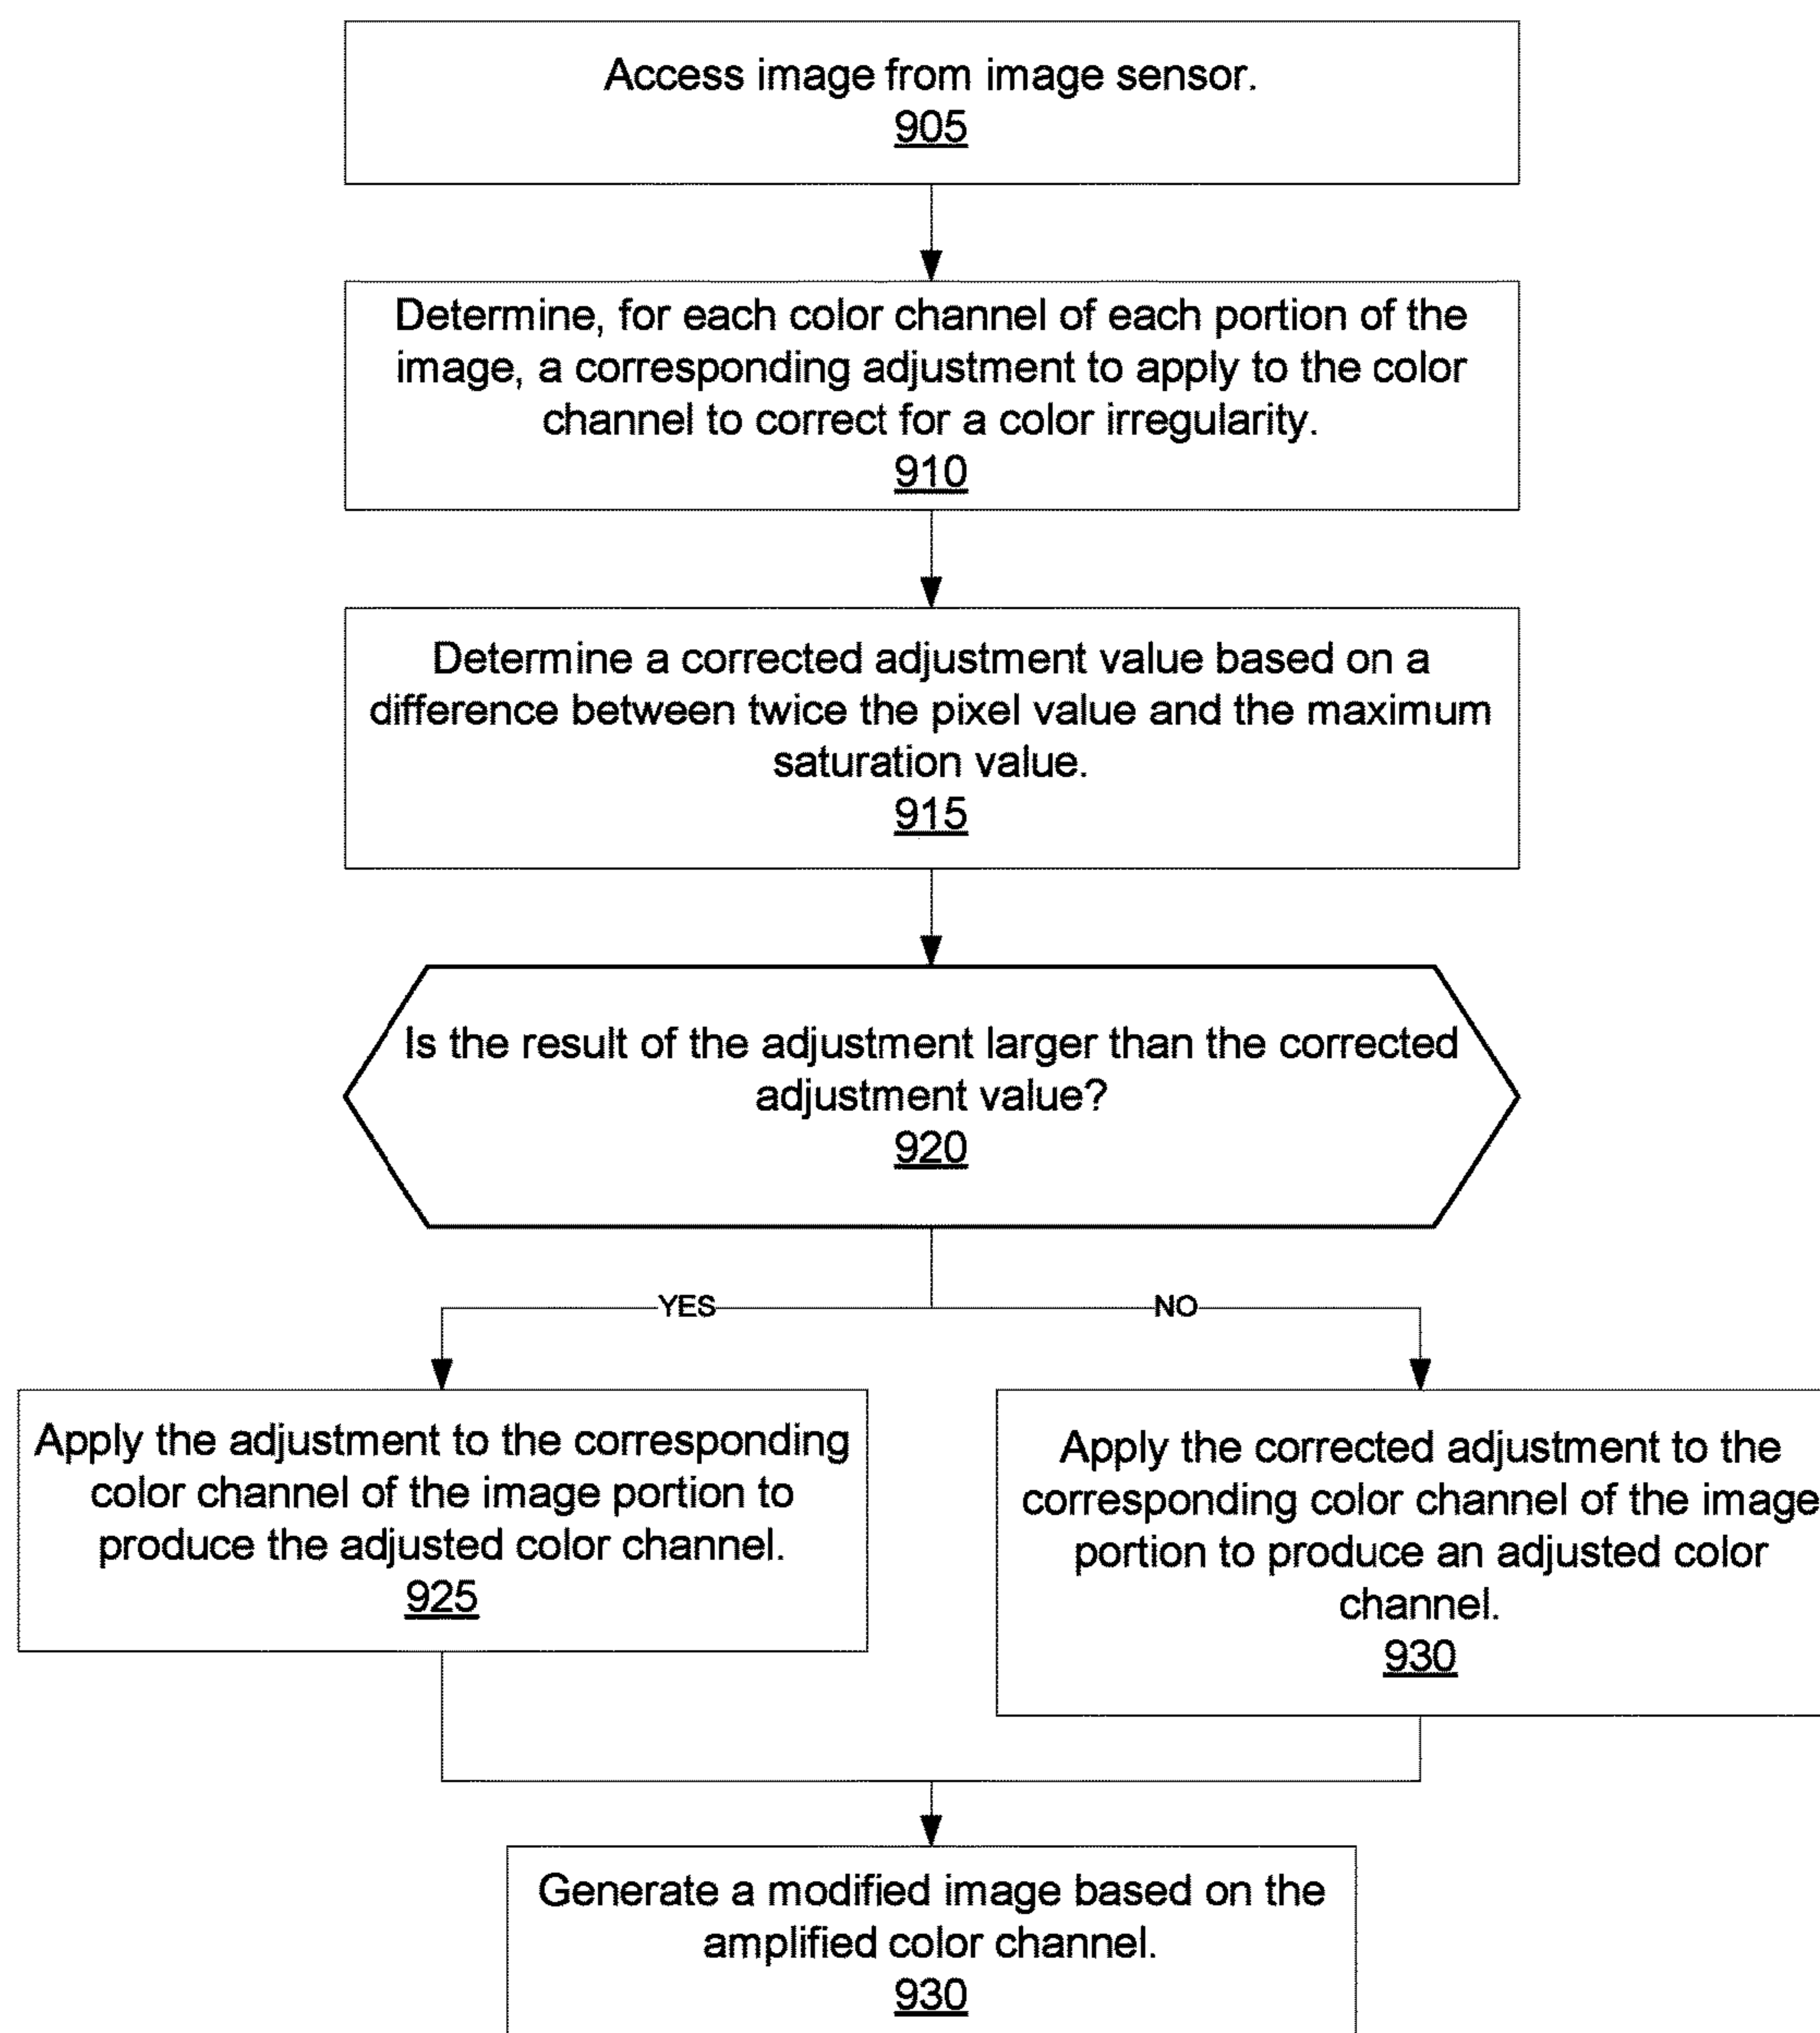 Access image from image sensor.
905
Determine, for each color channel of each portion of the
image, a corresponding adjustment to apply to the color
channel to correct for a color irregularity.
910
Determine a corrected adjustment value based on a
difference between twice the pixel value and the maximum
saturation value.
915
Is the result of the adjustment larger than the corrected
adjustment value?
920
YES
NO
Apply the adjustment to the corresponding
color channel of the image portion to
produce the adjusted color channel.
925
Apply the corrected adjustment to the
corresponding color channel of the image
portion to produce an adjusted color
channel.
930
Generate a modified image based on the
amplified color channel.
930